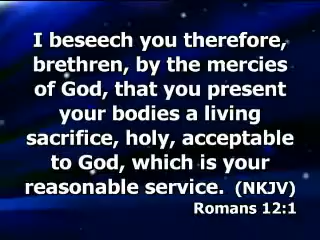 I beseech you therefore,
brethren, by the mercies
of God, that you present
your bodies a living
sacrifice, holy, acceptable
to God, which is your
reasonable service. (NKJV)
Romans 12:1